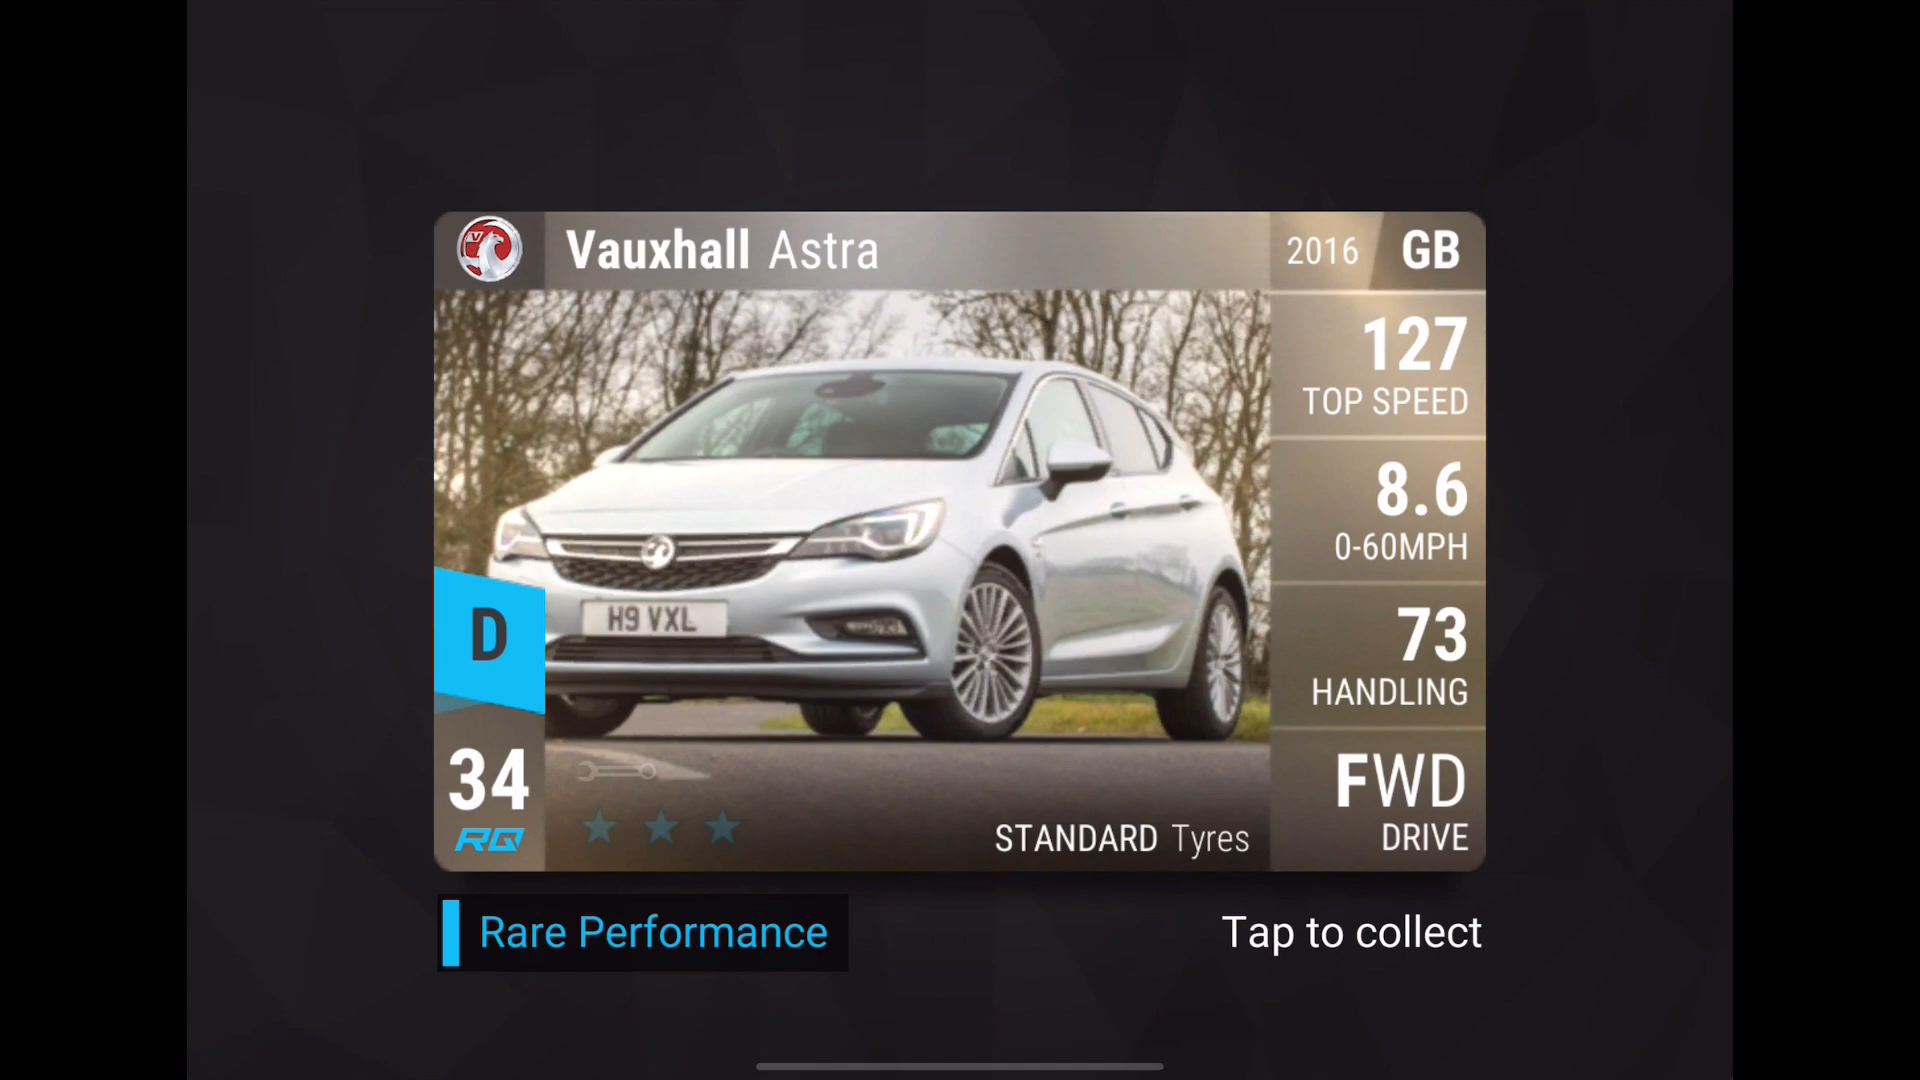 Vauxhall Astra 2016 GB
127
TOP SPEED
8.6
0-60MPH
73
HANDLING
FWD
DRIVE
H9 VXL
D
34
RQ
STANDARD Tyres
Rare Performance
Tap to collect